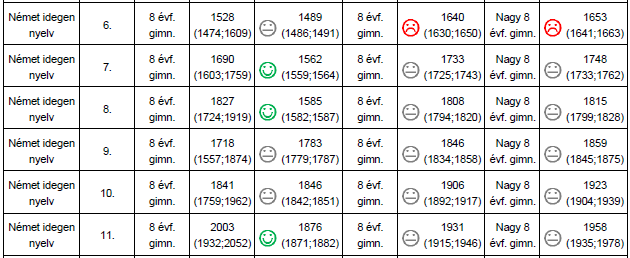 Német idegen nyelv 6. 8 évf. gimn. 1528 (1474;1609) 1489 (1486;1491) 8 évf. gimn. 1640 (1630;1650) Nagy 8 évf. gimn. 1653 (1641;1663)
Német idegen nyelv 7. 8 évf. gimn. 1690 (1603;1759) 1562 (1559;1564) 8 évf. gimn. 1733 (1725;1743) Nagy 8 évf. gimn. 1748 (1733;1762)
Német idegen nyelv 8. 8 évf. gimn. 1827 (1724;1919) 1585 (1582;1587) 8 évf. gimn. 1808 (1794;1820) Nagy 8 évf. gimn. 1815 (1799;1828)
Német idegen nyelv 9. 8 évf. gimn. 1718 (1557;1874) 1783 (1779;1787) 8 évf. gimn. 1846 (1834;1858) Nagy 8 évf. gimn. 1859 (1845;1875)
Német idegen nyelv 10. 8 évf. gimn. 1841 (1759;1962) 1846 (1842;1851) 8 évf. gimn. 1906 (1892;1917) Nagy 8 évf. gimn. 1923 (1904;1939)
Német idegen nyelv 11. 8 évf. gimn. 2003 (1932;2052) 1876 (1871;1882) 8 évf. gimn. 1931 (1915;1946) Nagy 8 évf. gimn. 1958 (1935;1978)